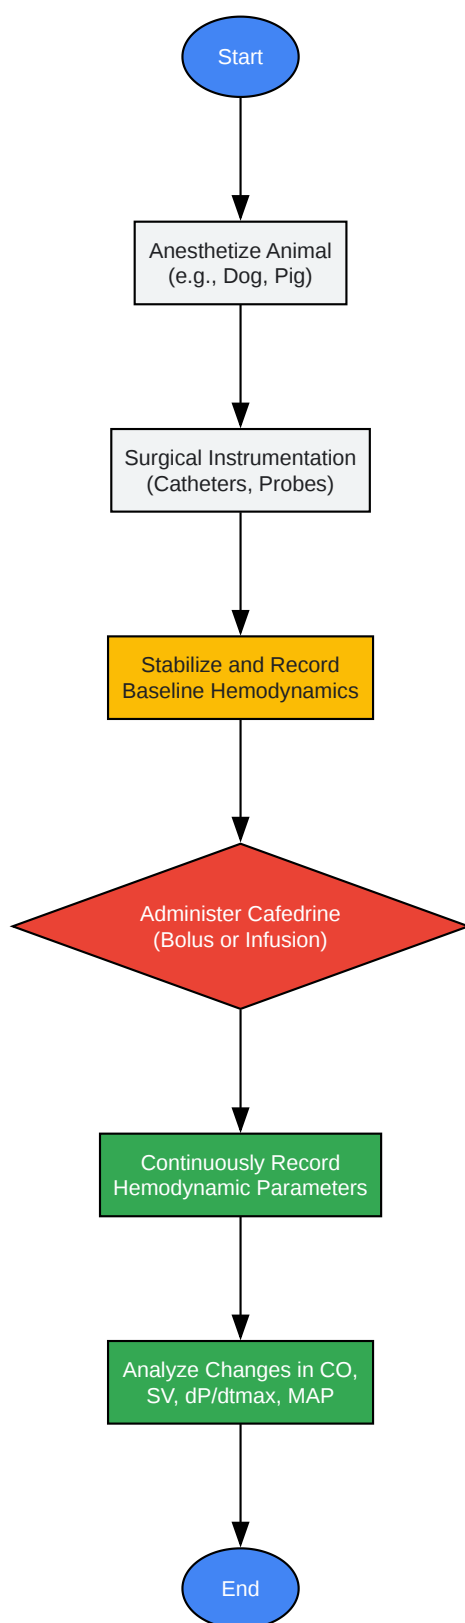 Start
Anesthetize Animal
(e.g., Dog, Pig)
Surgical Instrumentation
(Catheters, Probes)
Stabilize and Record
Baseline Hemodynamics
Administer Cafedrine
(Bolus or Infusion)
Continuously Record
Hemodynamic Parameters
Analyze Changes in CO,
SV, dP/dtmax, MAP
End